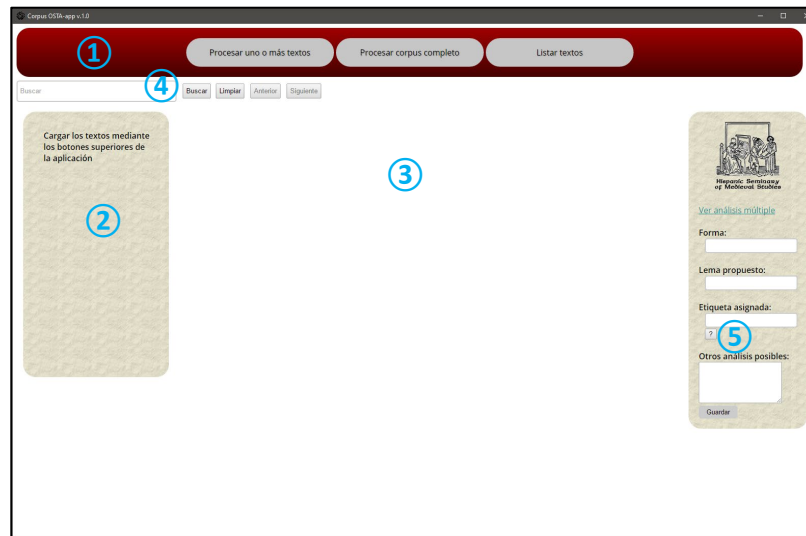 Corpus OSTA-app v.1.0
①
Procesar uno o más textos
Procesar corpus completo
Listar textos
Buscar
④
Buscar
Limpiar
Anterior
Siguiente
Cargar los textos mediante
los botones superiores de
la aplicación
②
③
Hispanic Seminary
of Medieval Studies
Ver análisis múltiple
Forma:
Lema propuesto:
Etiqueta asignada:
?
⑤
Otros análisis posibles:
Guardar